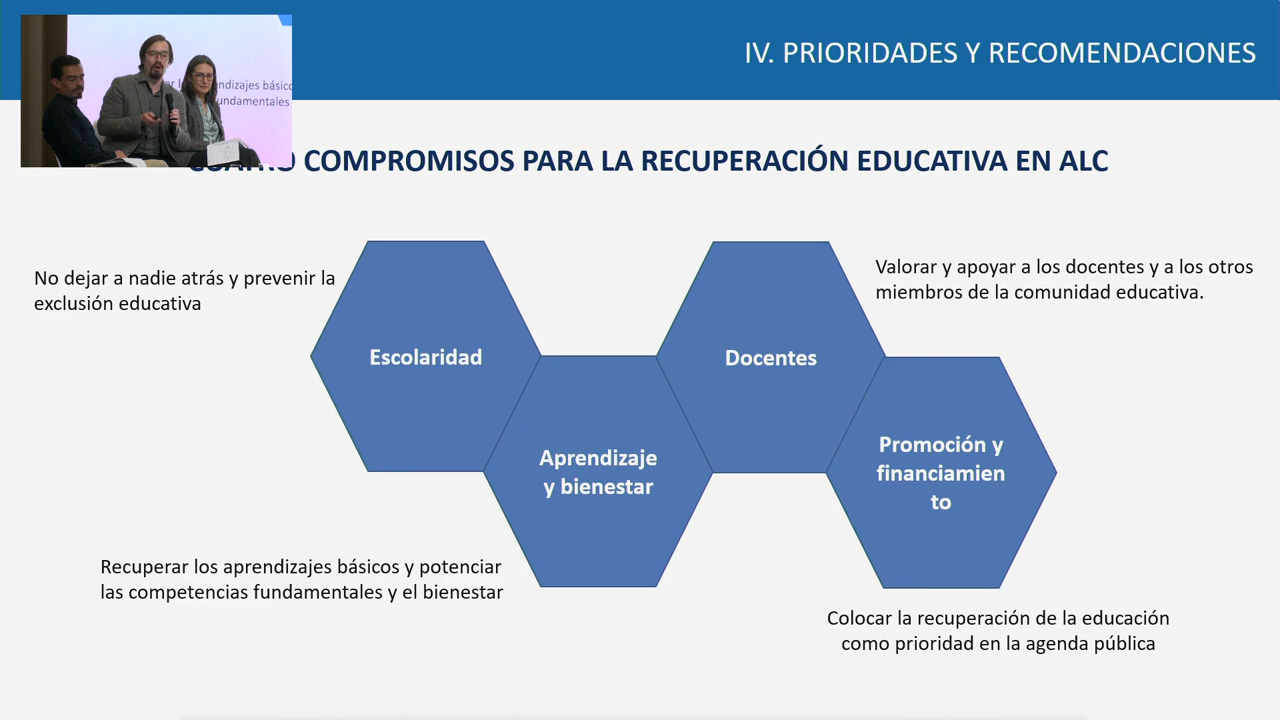 IV. PRIORIDADES Y RECOMENDACIONES
ndizajes básico
undamentales
COMPROMISOS PARA LA RECUPERACIÓN EDUCATIVA EN ALC
No dejar a nadie atrás y prevenir la
exclusión educativa
Valorar y apoyar a los docentes y a los otros
miembros de la comunidad educativa.
Escolaridad
Docentes
Aprendizaje
y bienestar
Promoción y
financiamien
to
Recuperar los aprendizajes básicos y potenciar
las competencias fundamentales y el bienestar
Colocar la recuperación de la educación
como prioridad en la agenda pública